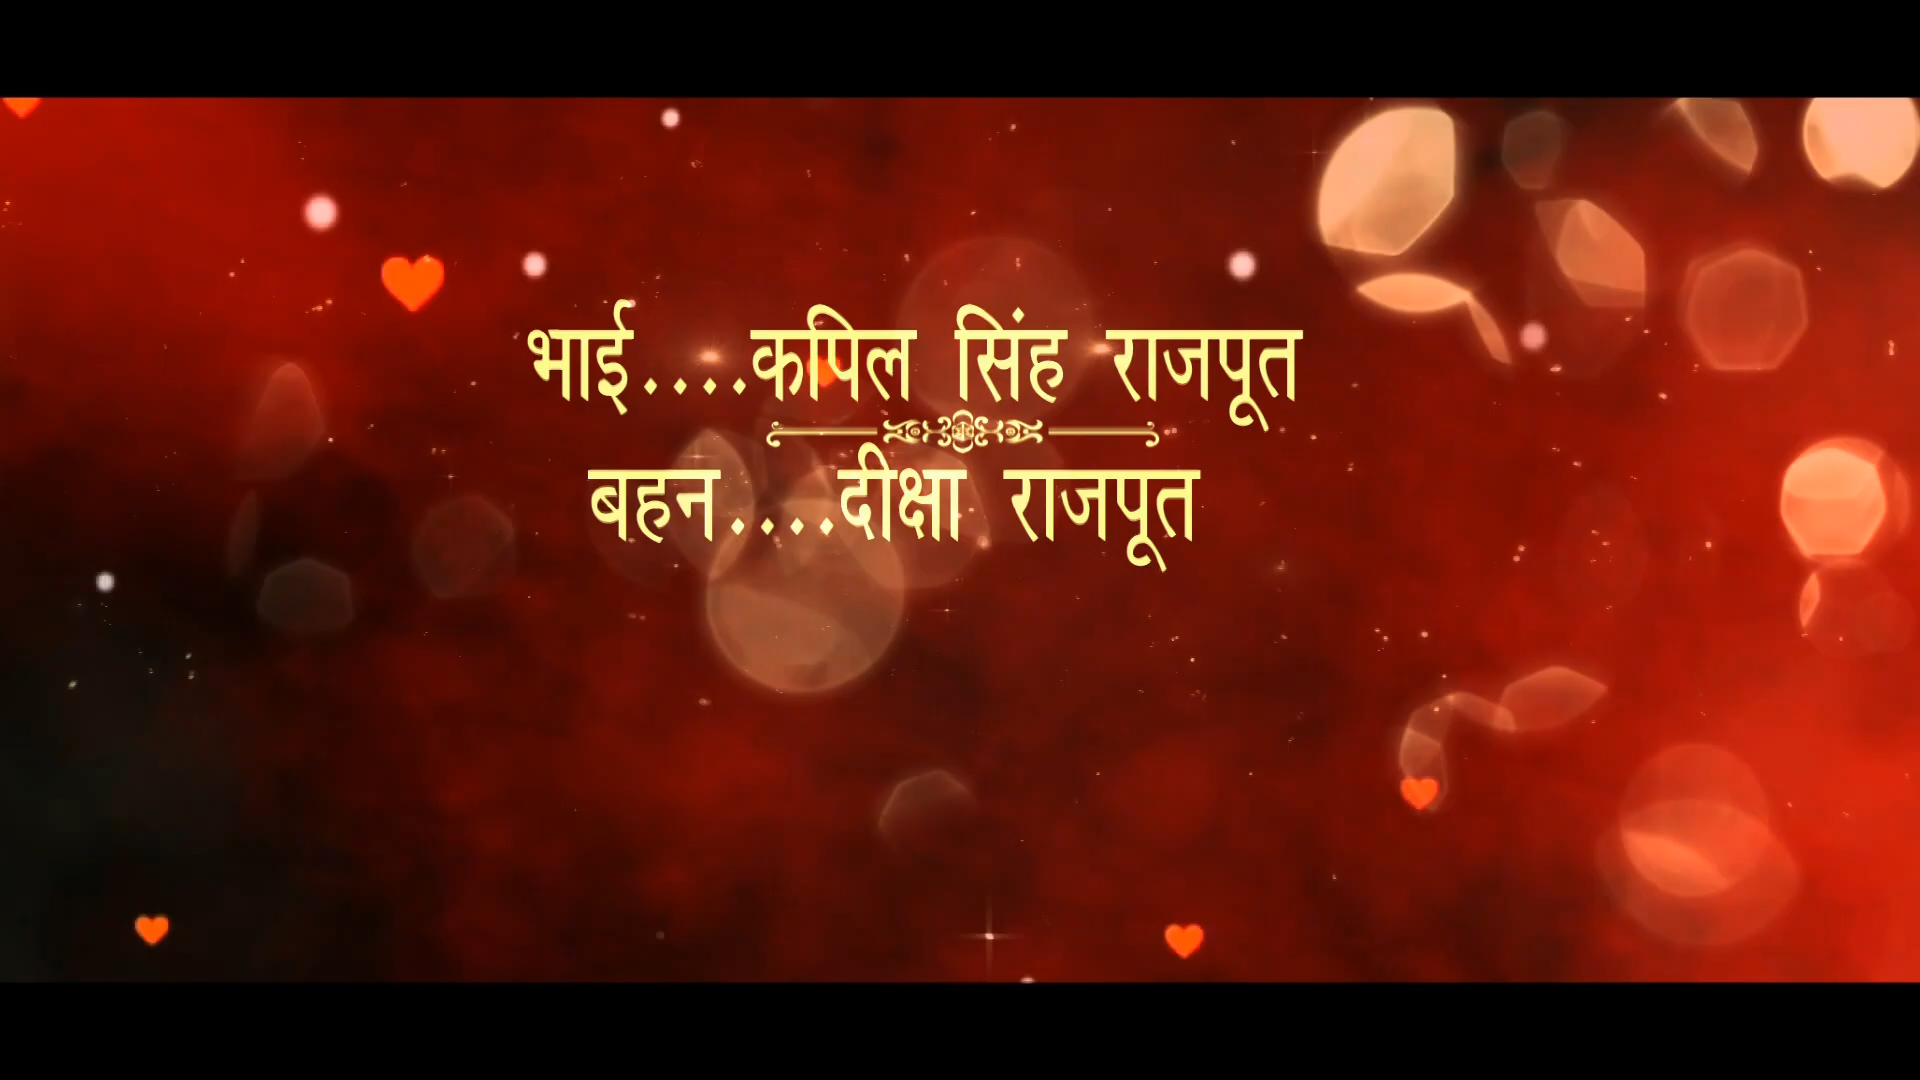 भाई....कपिल सिंह राजपूत
बहन....दीक्षा राजपूत